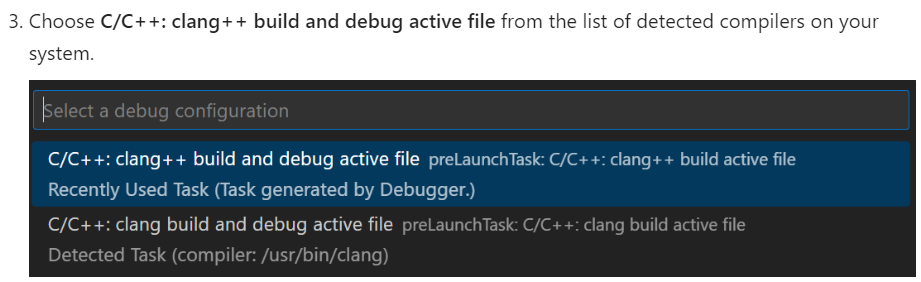 3. Choose C/C++: clang++ build and debug active file from the list of detected compilers on your
system.
Select a debug configuration
C/C++: clang++ build and debug active file preLaunchTask: C/C++: clang++ build active file
Recently Used Task (Task generated by Debugger.)
C/C++: clang build and debug active file preLaunchTask: C/C++: clang build active file
Detected Task (compiler: /usr/bin/clang)